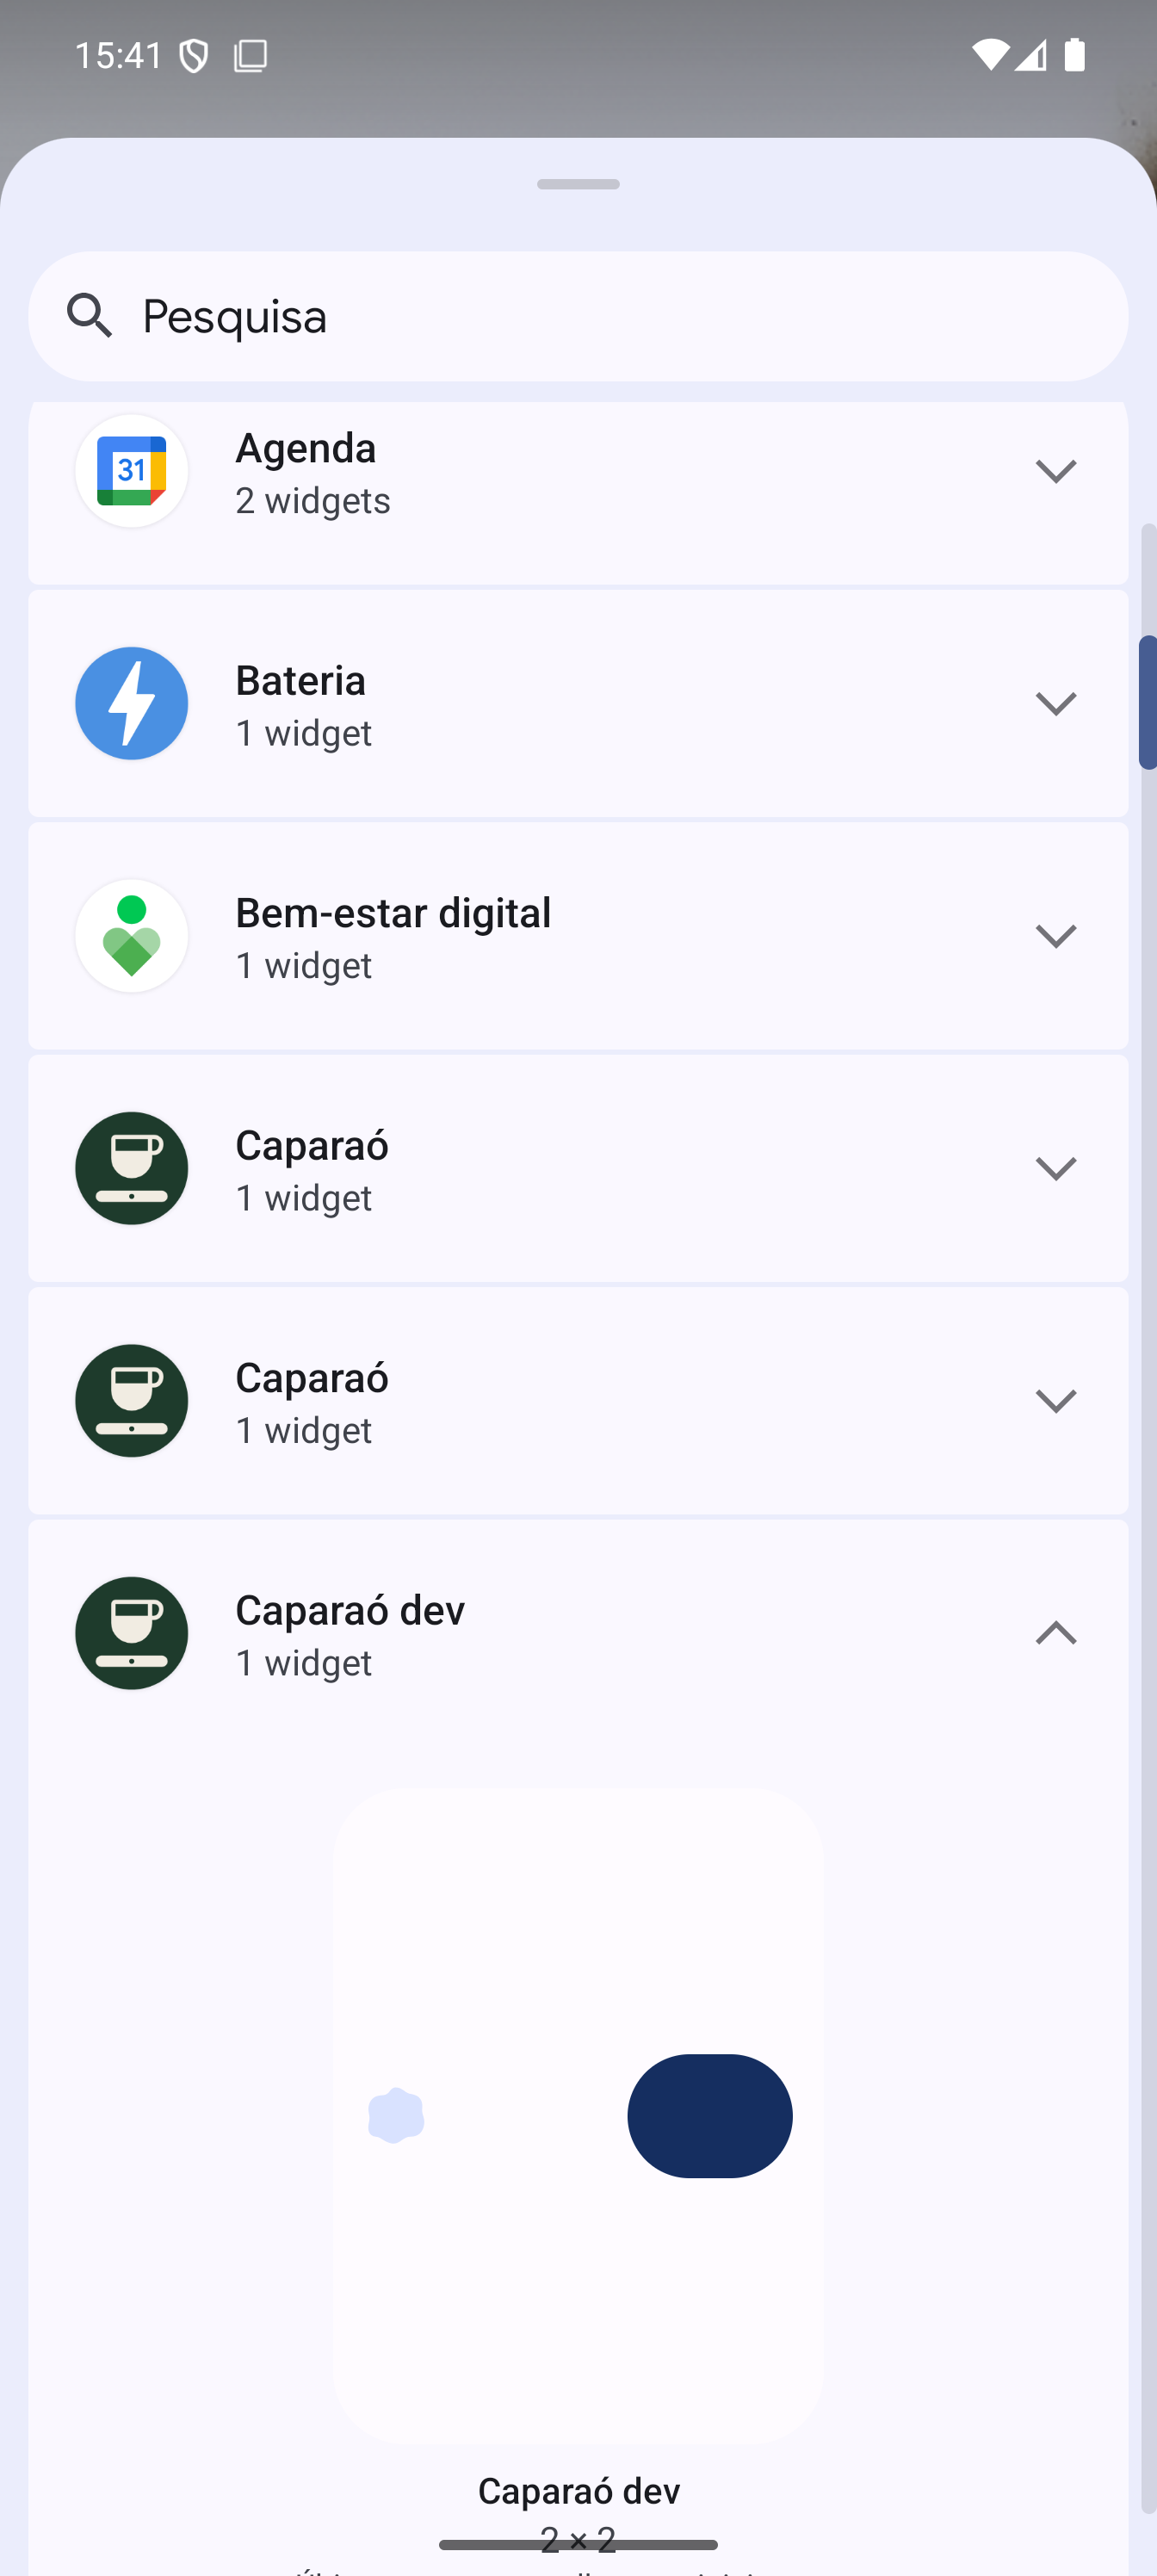 15:41
Pesquisa
31
Agenda
2 widgets
Bateria
1 widget
Bem-estar digital
1 widget
Caparaó
1 widget
Caparaó
1 widget
Caparaó dev
1 widget
Caparaó dev
2 × 2